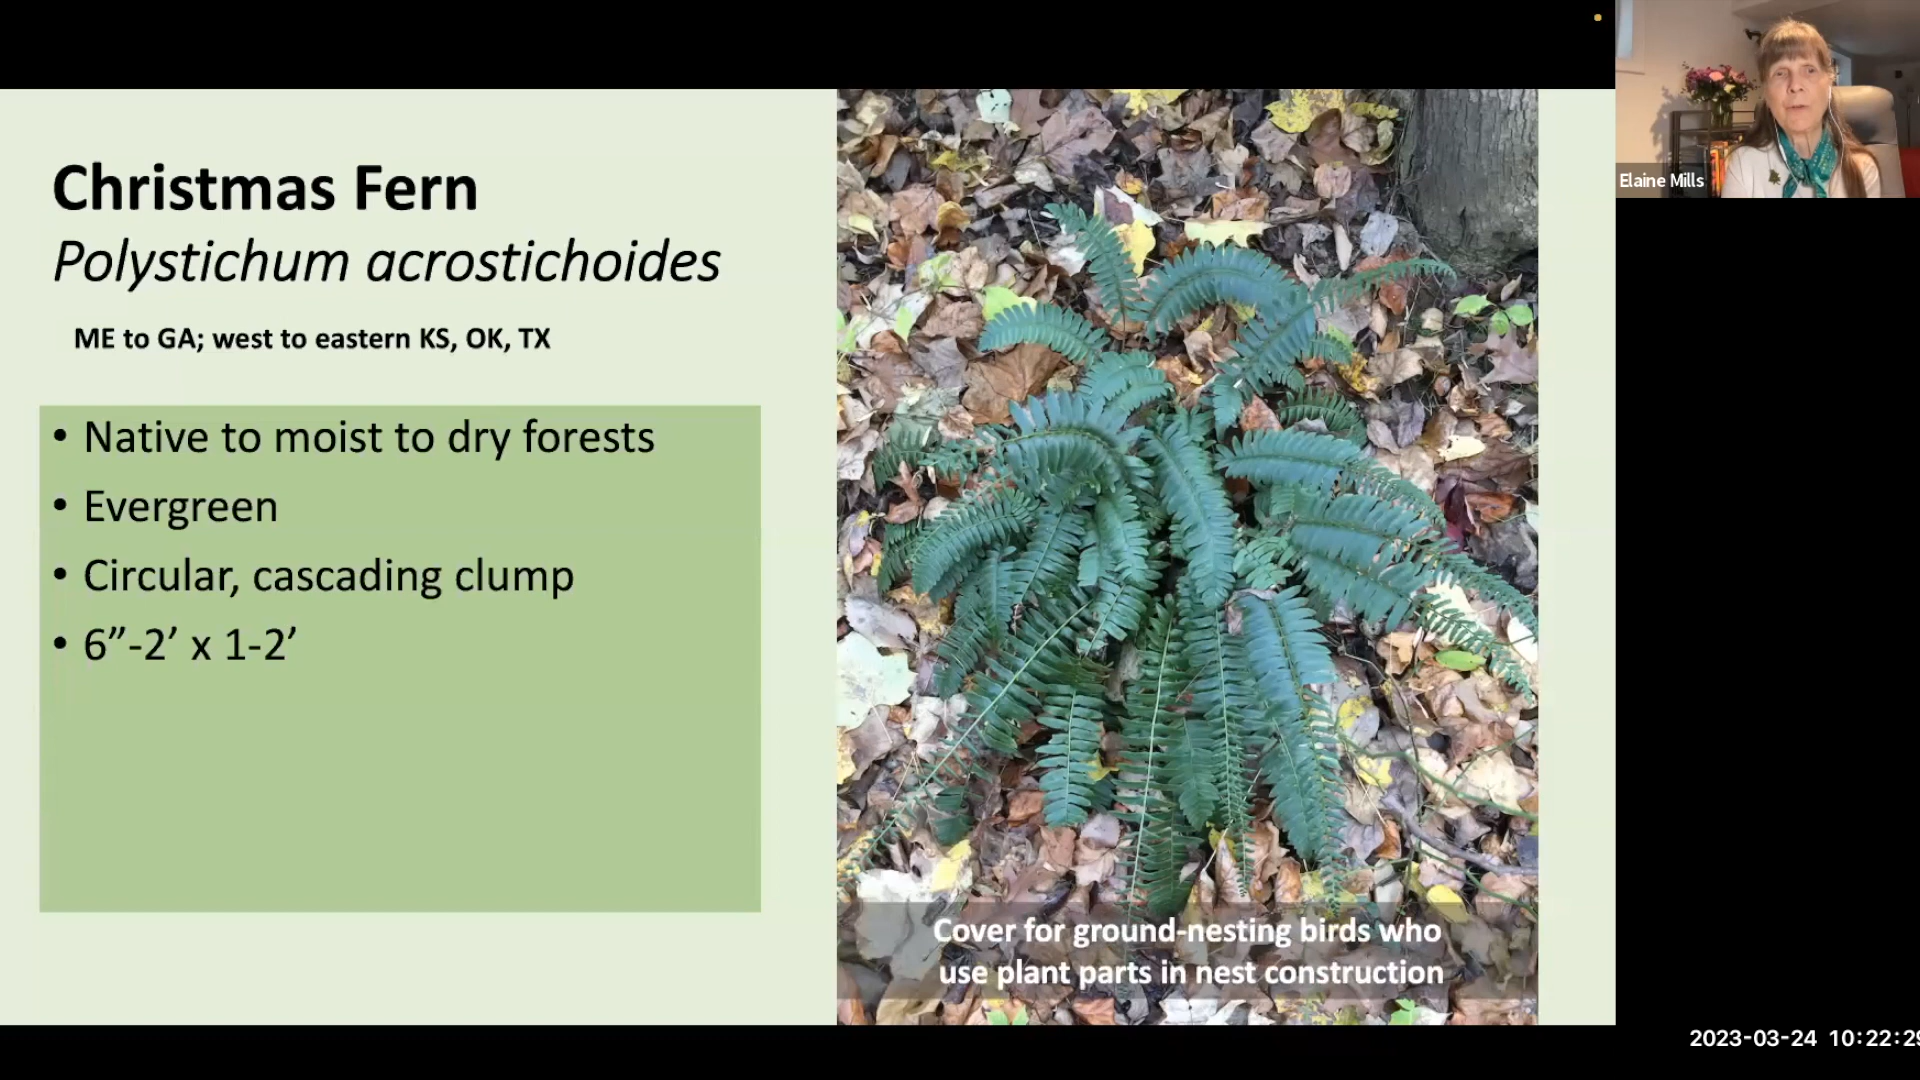 Christmas Fern
Polystichum acrostichoides
ME to GA; west to eastern KS, OK, TX
• Native to moist to dry forests
• Evergreen
• Circular, cascading clump
• 6”-2’ x 1-2’
Cover for ground-nesting birds who
use plant parts in nest construction
Elaine Mills
2023-03-24 10:22:29